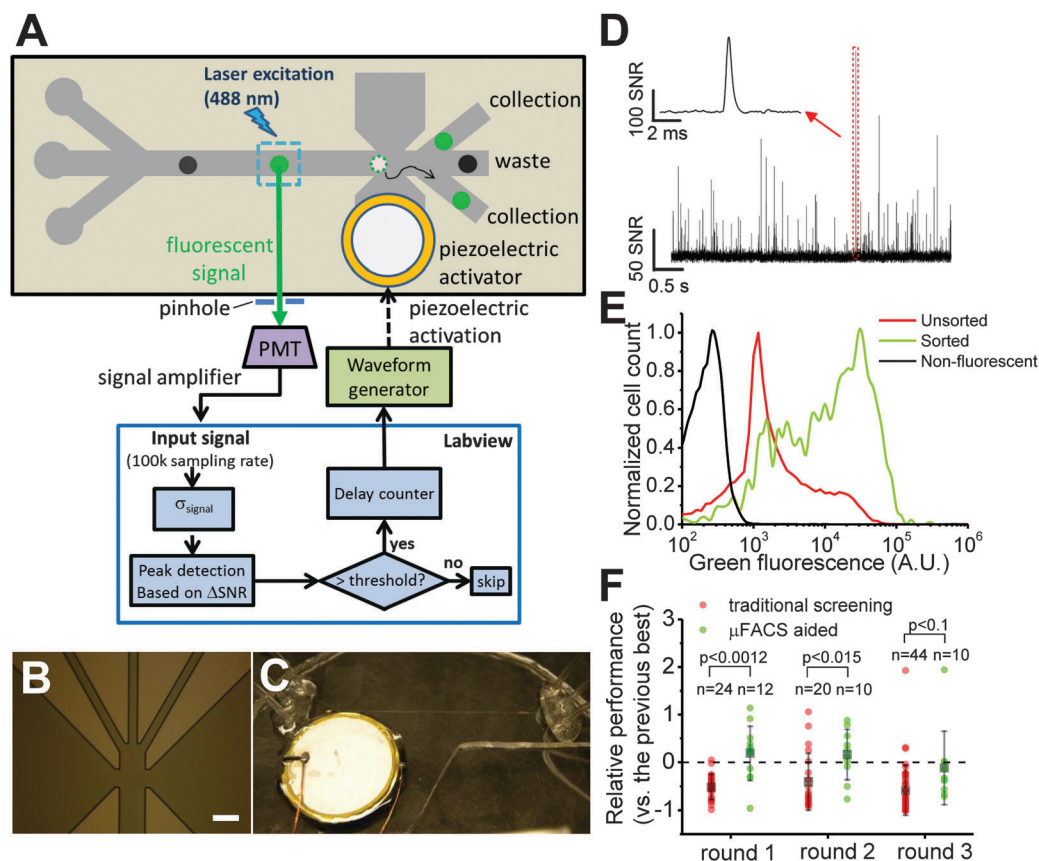 A
Laser excitation
(488 nm)
collection
waste
collection
fluorescent
signal
piezoelectric
activator
pinhole
piezoelectric
activation
PMT
signal amplifier
Waveform
generator
Input signal
(100k sampling rate)
Labview
σsignal
Delay counter
yes
Peak detection
Based on ΔSNR
> threshold?
no
skip
B
C
D
100 SNR
2 ms
50 SNR
0.5 s
E
Normalized cell count
1.0
0.8
0.6
0.4
0.2
0.0
Unsorted
Sorted
Non-fluorescent
10² 10³ 10⁴ 10⁵ 10⁶
Green fluorescence (A.U.)
F
Relative performance
(vs. the previous best)
traditional screening
μFACS aided
2
1
0
-1
p<0.0012
n=24 n=12
p<0.015
n=20 n=10
p<0.1
n=44 n=10
round 1 round 2 round 3